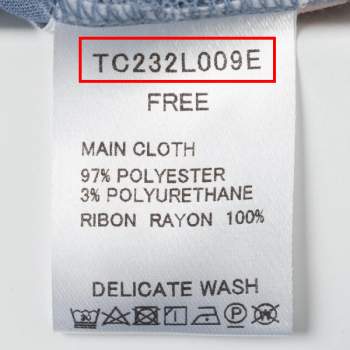 TC232L009E
FREE
MAIN CLOTH
97% POLYESTER
3% POLYURETHANE
RIBON RAYON 100%
DELICATE WASH